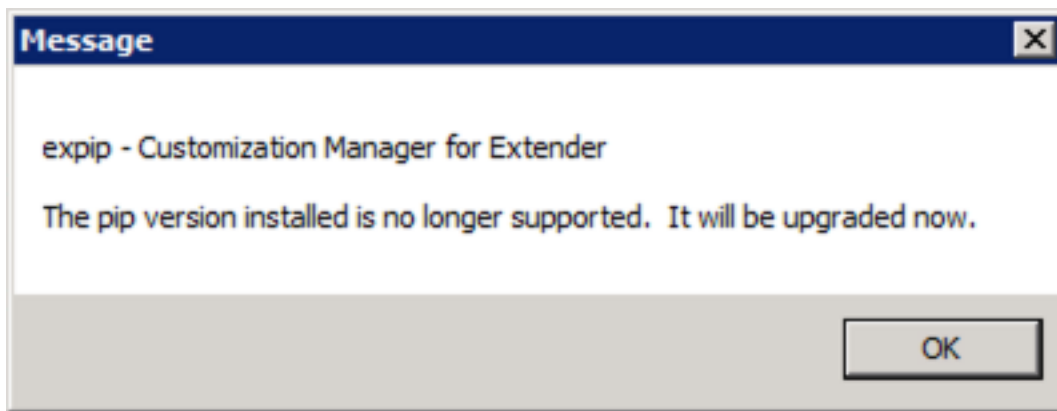 Message
expip - Customization Manager for Extender
The pip version installed is no longer supported.  It will be upgraded now.
OK